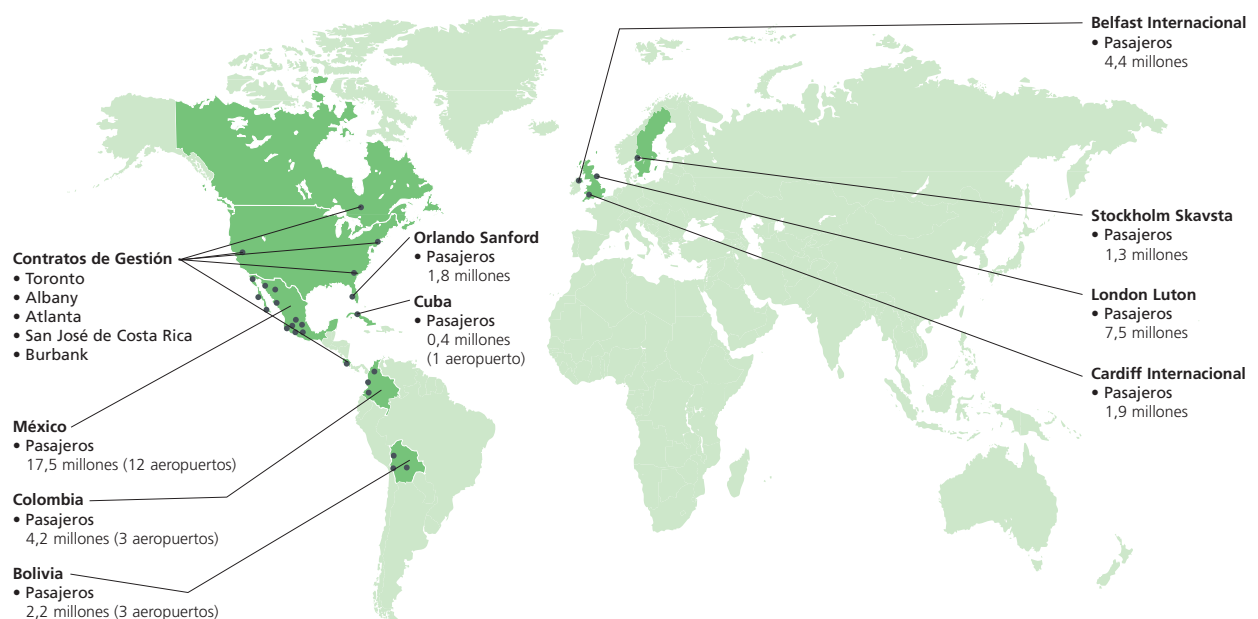 Contratos de Gestión
• Toronto
• Albany
• Atlanta
• San José de Costa Rica
• Burbank
México
• Pasajeros
17,5 millones (12 aeropuertos)
Colombia
• Pasajeros
4,2 millones (3 aeropuertos)
Bolivia
• Pasajeros
2,2 millones (3 aeropuertos)
Orlando Sanford
• Pasajeros
1,8 millones
Cuba
• Pasajeros
0,4 millones
(1 aeropuerto)
Belfast Internacional
• Pasajeros
4,4 millones
Stockholm Skavsta
• Pasajeros
1,3 millones
London Luton
• Pasajeros
7,5 millones
Cardiff Internacional
• Pasajeros
1,9 millones